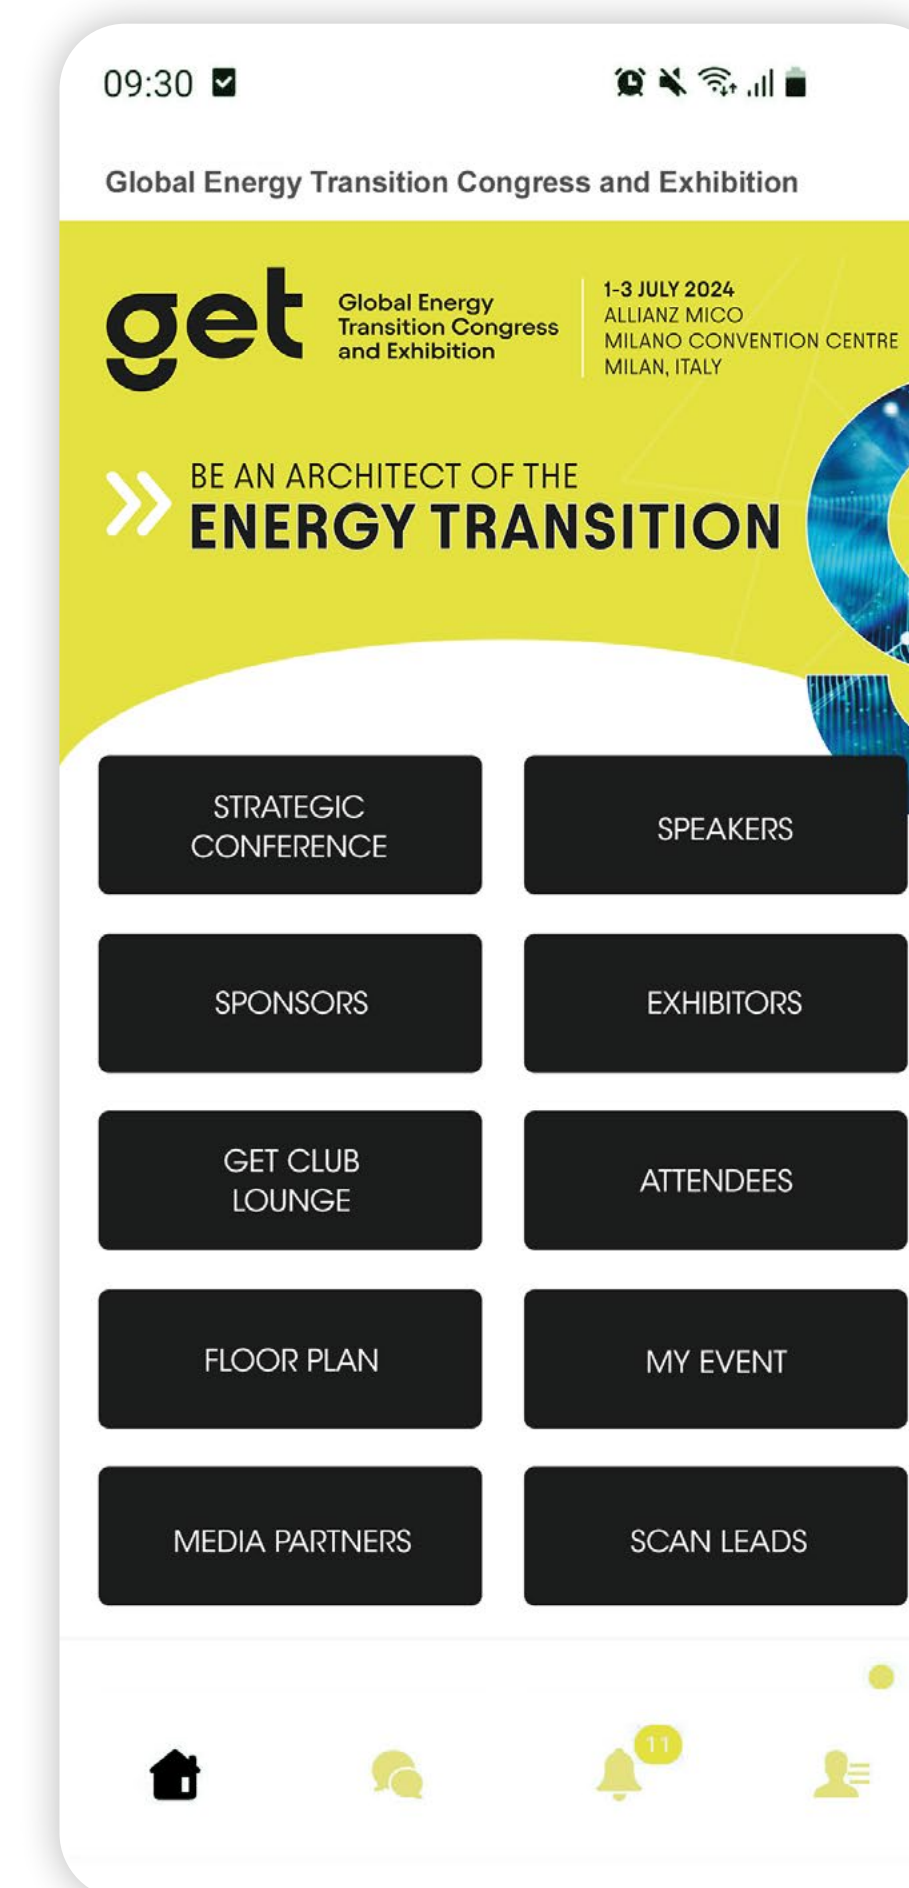 09:30
Global Energy Transition Congress and Exhibition
get
Global Energy
Transition Congress
and Exhibition
1-3 JULY 2024
ALLIANZ MICO
MILANO CONVENTION CENTRE
MILAN, ITALY
BE AN ARCHITECT OF THE
ENERGY TRANSITION
STRATEGIC
CONFERENCE
SPEAKERS
SPONSORS
EXHIBITORS
GET CLUB
LOUNGE
ATTENDEES
FLOOR PLAN
MY EVENT
MEDIA PARTNERS
SCAN LEADS
11